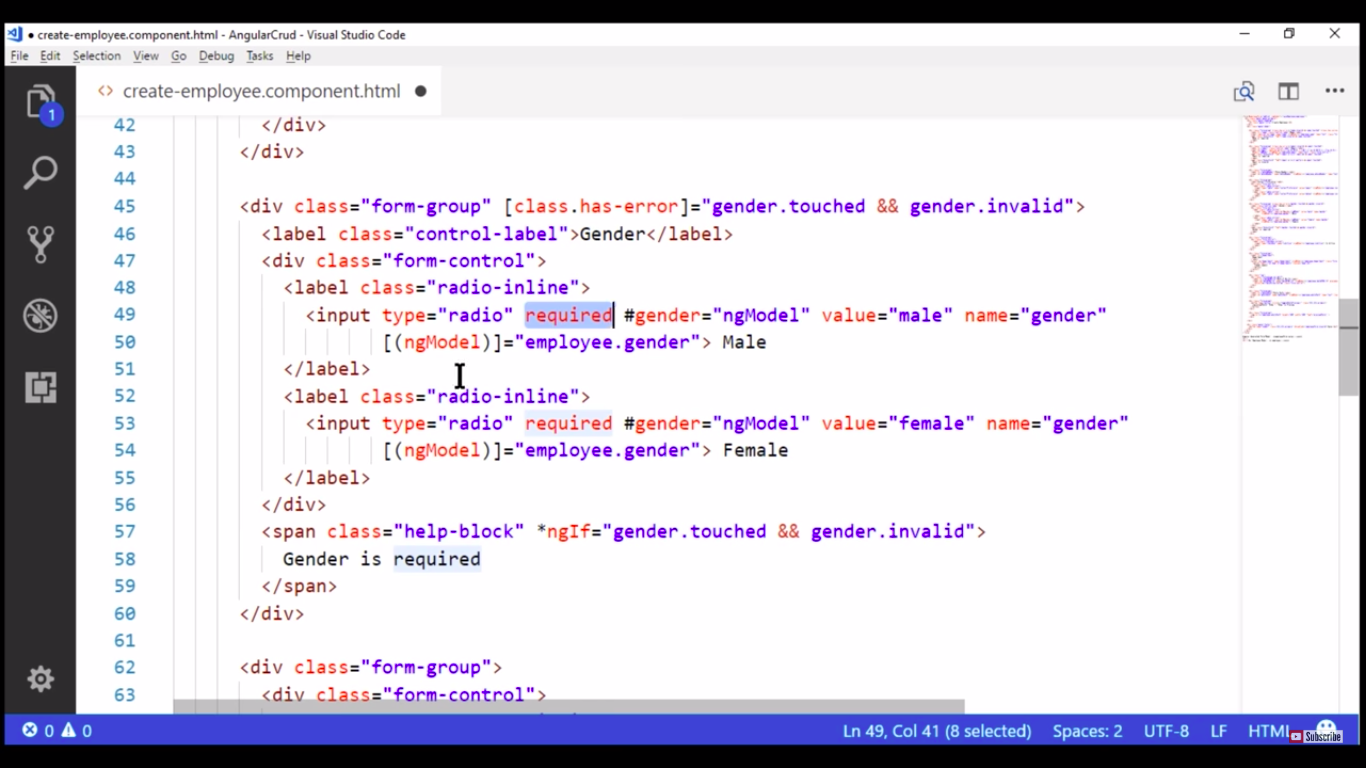 ● create-employee.component.html - AngularCrud - Visual Studio Code
File Edit Selection View Go Debug Tasks Help
<> create-employee.component.html ●
1
42 </div>
43 </div>
44
45 <div class="form-group" [class.has-error]="gender.touched && gender.invalid">
46 <label class="control-label">Gender</label>
47 <div class="form-control">
48 <label class="radio-inline">
49 <input type="radio" required #gender="ngModel" value="male" name="gender"
50 [(ngModel)]="employee.gender"> Male
51 </label>
52 <label class="radio-inline">
53 <input type="radio" required #gender="ngModel" value="female" name="gender"
54 [(ngModel)]="employee.gender"> Female
55 </label>
56 </div>
57 <span class="help-block" *ngIf="gender.touched && gender.invalid">
58 Gender is required
59 </span>
60 </div>
61
62 <div class="form-group">
63 <div class="form-control">
0 0 Ln 49, Col 41 (8 selected) Spaces: 2 UTF-8 LF HTML
Subscribe